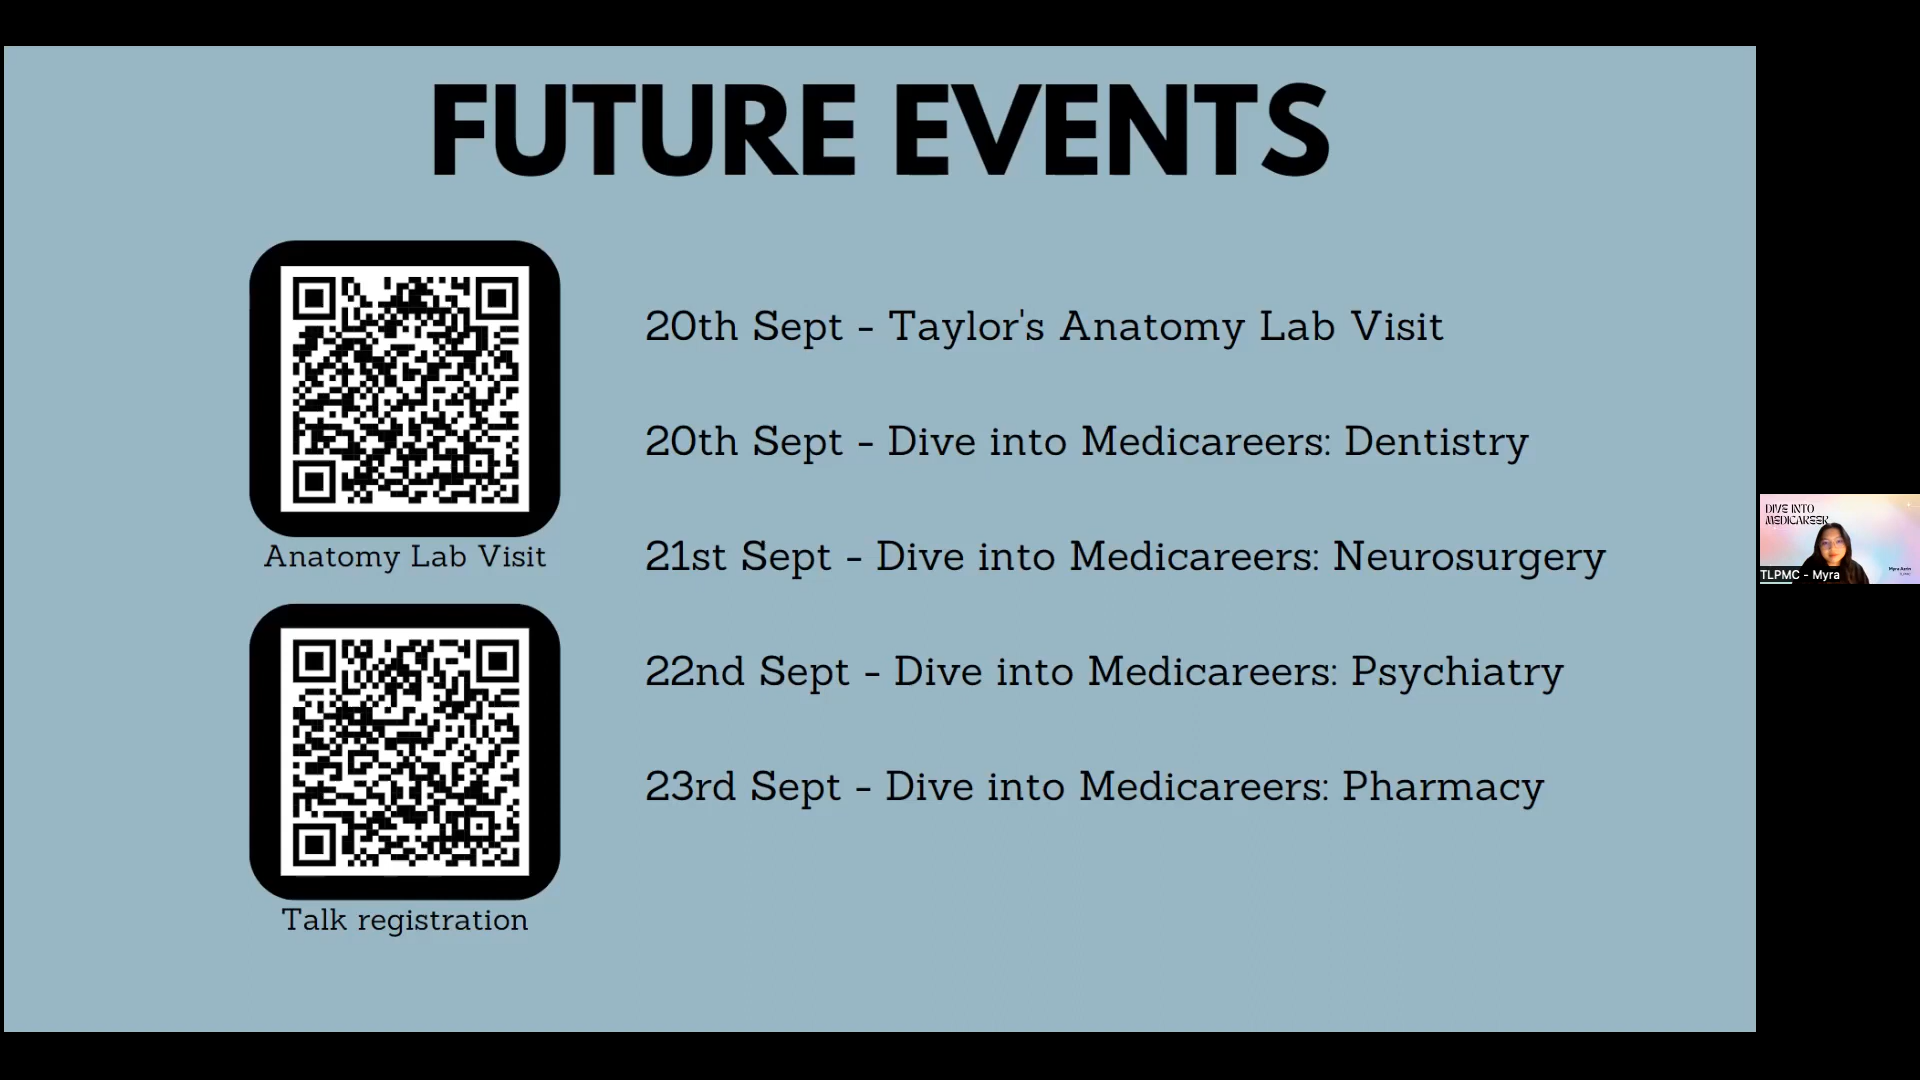 FUTURE EVENTS
20th Sept - Taylor's Anatomy Lab Visit
20th Sept - Dive into Medicareers: Dentistry
21st Sept - Dive into Medicareers: Neurosurgery
22nd Sept - Dive into Medicareers: Psychiatry
23rd Sept - Dive into Medicareers: Pharmacy
Anatomy Lab Visit
Talk registration
DIVE INTO
MEDICAREER
TLPMC - Myra